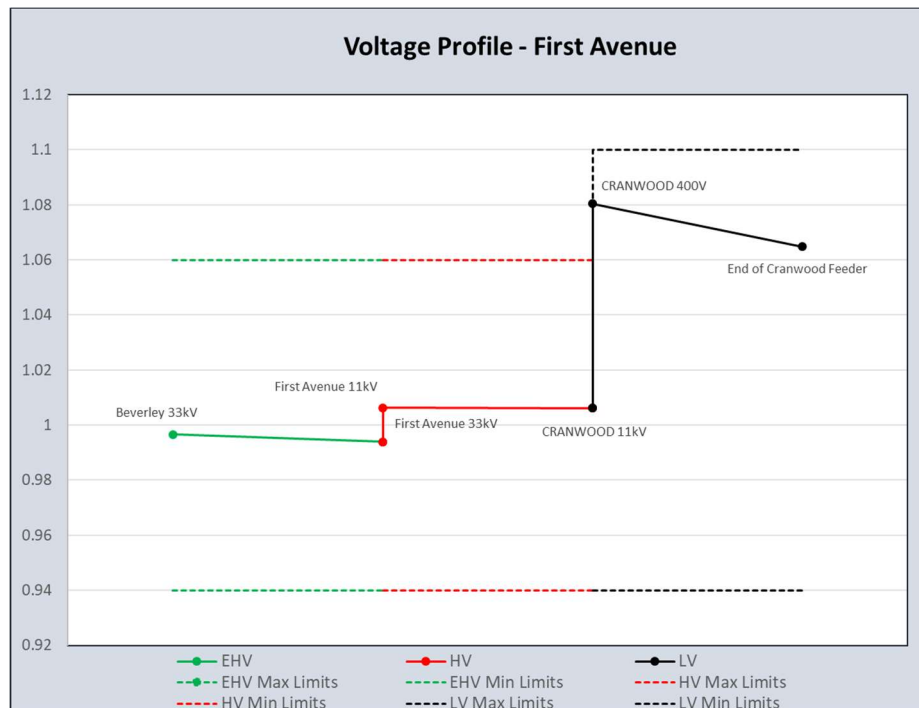 Voltage Profile - First Avenue
1.12
1.1
1.08
1.06
1.04
1.02
1
0.98
0.96
0.94
0.92
CRANWOOD 400V
End of Cranwood Feeder
First Avenue 11kV
Beverley 33kV
First Avenue 33kV
CRANWOOD 11kV
EHV HV LV
EHV Max Limits EHV Min Limits HV Max Limits
HV Min Limits LV Max Limits LV Min Limits